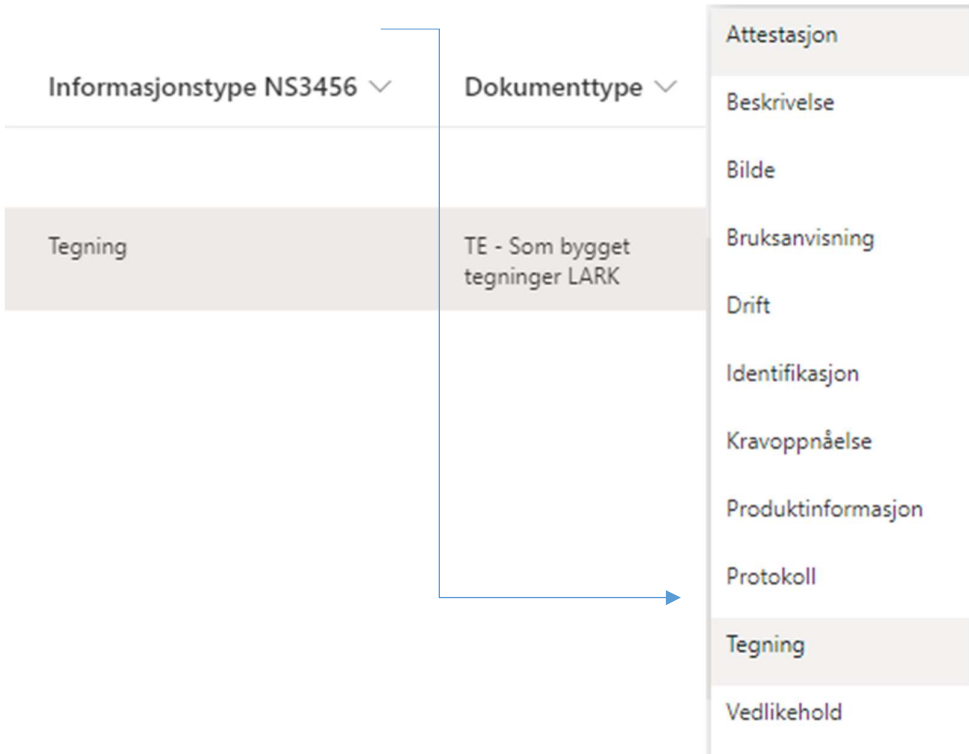 Informasjonstype NS3456
Dokumenttype
Tegning
TE - Som bygget
tegninger LARK
Attestasjon
Beskrivelse
Bilde
Bruksanvisning
Drift
Identifikasjon
Kravoppnåelse
Produktinformasjon
Protokoll
Tegning
Vedlikehold